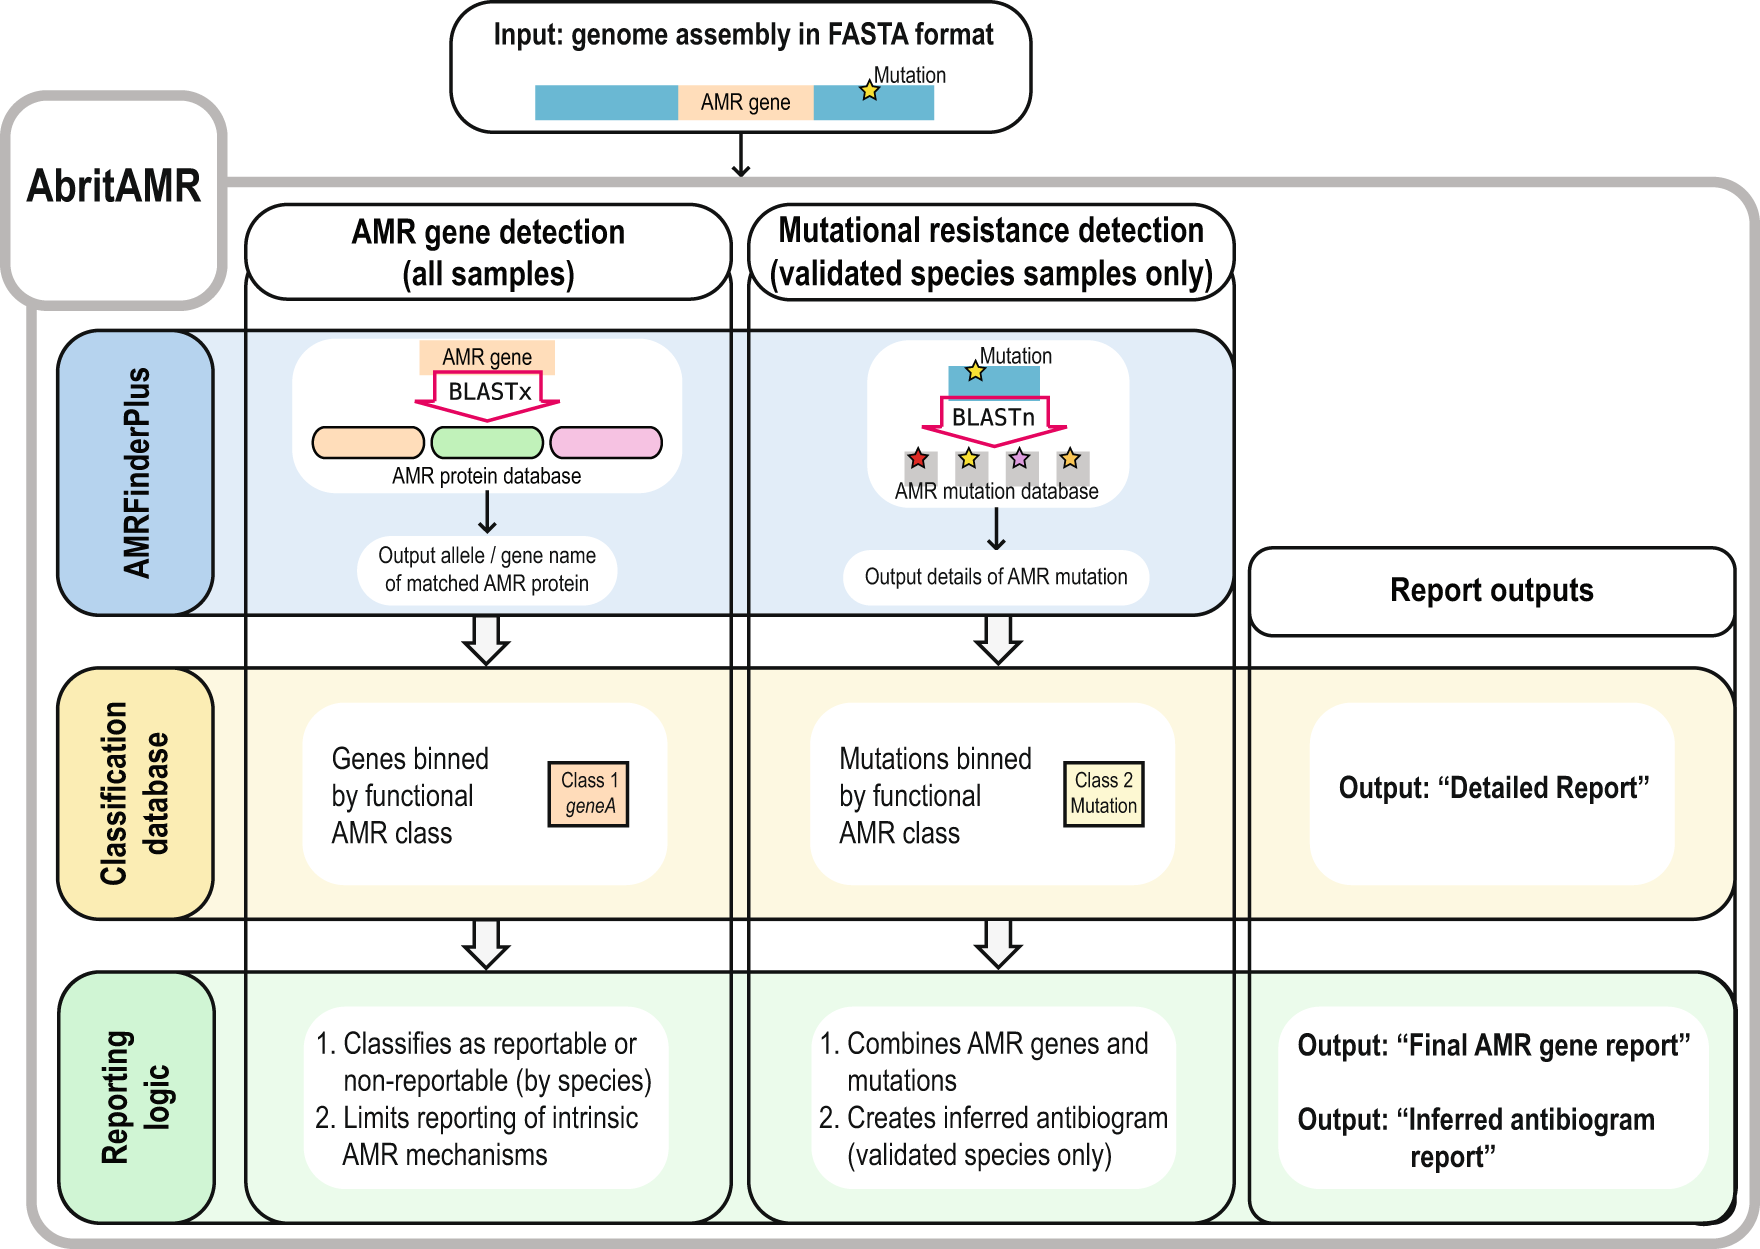 Input: genome assembly in FASTA format
Mutation
AMR gene
AbritAMR
AMR gene detection
(all samples)
Mutational resistance detection
(validated species samples only)
AMRFinderPlus
AMR gene
BLASTx
AMR protein database
Output allele / gene name
of matched AMR protein
Mutation
BLASTn
AMR mutation database
Output details of AMR mutation
Report outputs
Classification
database
Genes binned
by functional
AMR class
Class 1
geneA
Mutations binned
by functional
AMR class
Class 2
Mutation
Output: “Detailed Report”
Reporting
logic
1. Classifies as reportable or
non-reportable (by species)
2. Limits reporting of intrinsic
AMR mechanisms
1. Combines AMR genes and
mutations
2. Creates inferred antibiogram
(validated species only)
Output: “Final AMR gene report”
Output: “Inferred antibiogram
report”